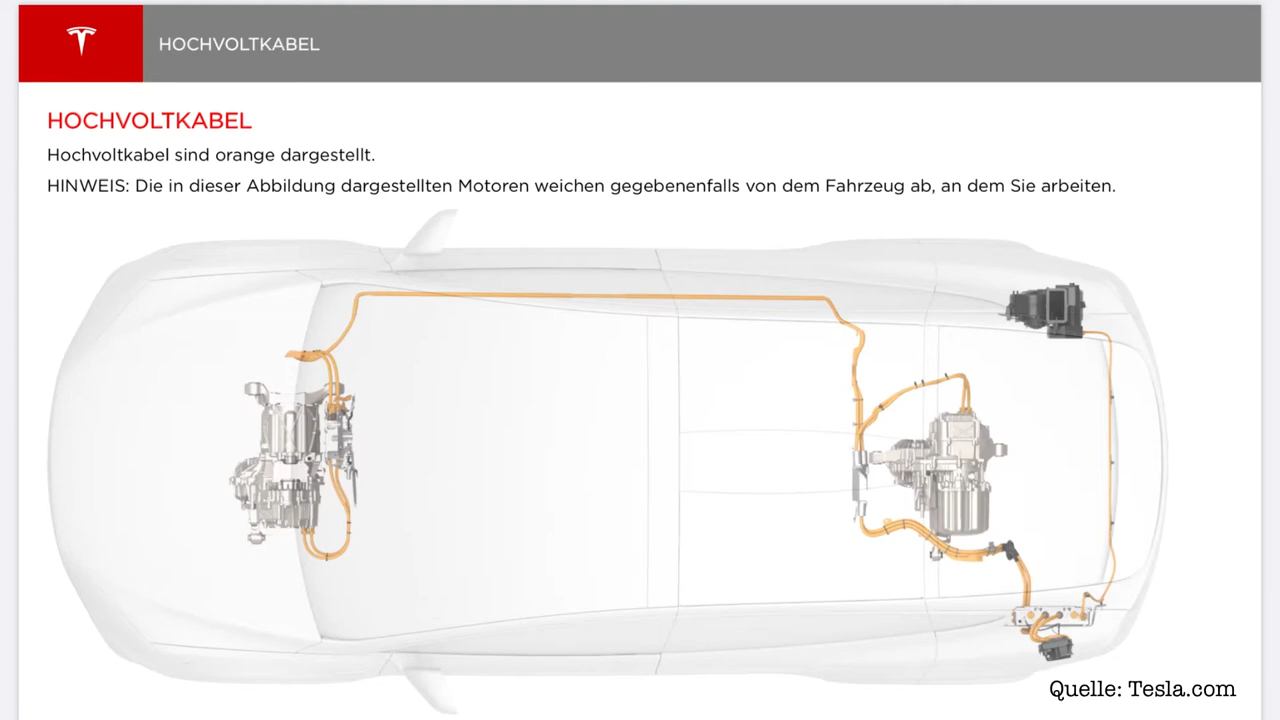 HOCHVOLTKABEL
HOCHVOLTKABEL
Hochvoltkabel sind orange dargestellt.
HINWEIS: Die in dieser Abbildung dargestellten Motoren weichen gegebenenfalls von dem Fahrzeug ab, an dem Sie arbeiten.
Quelle: Tesla.com